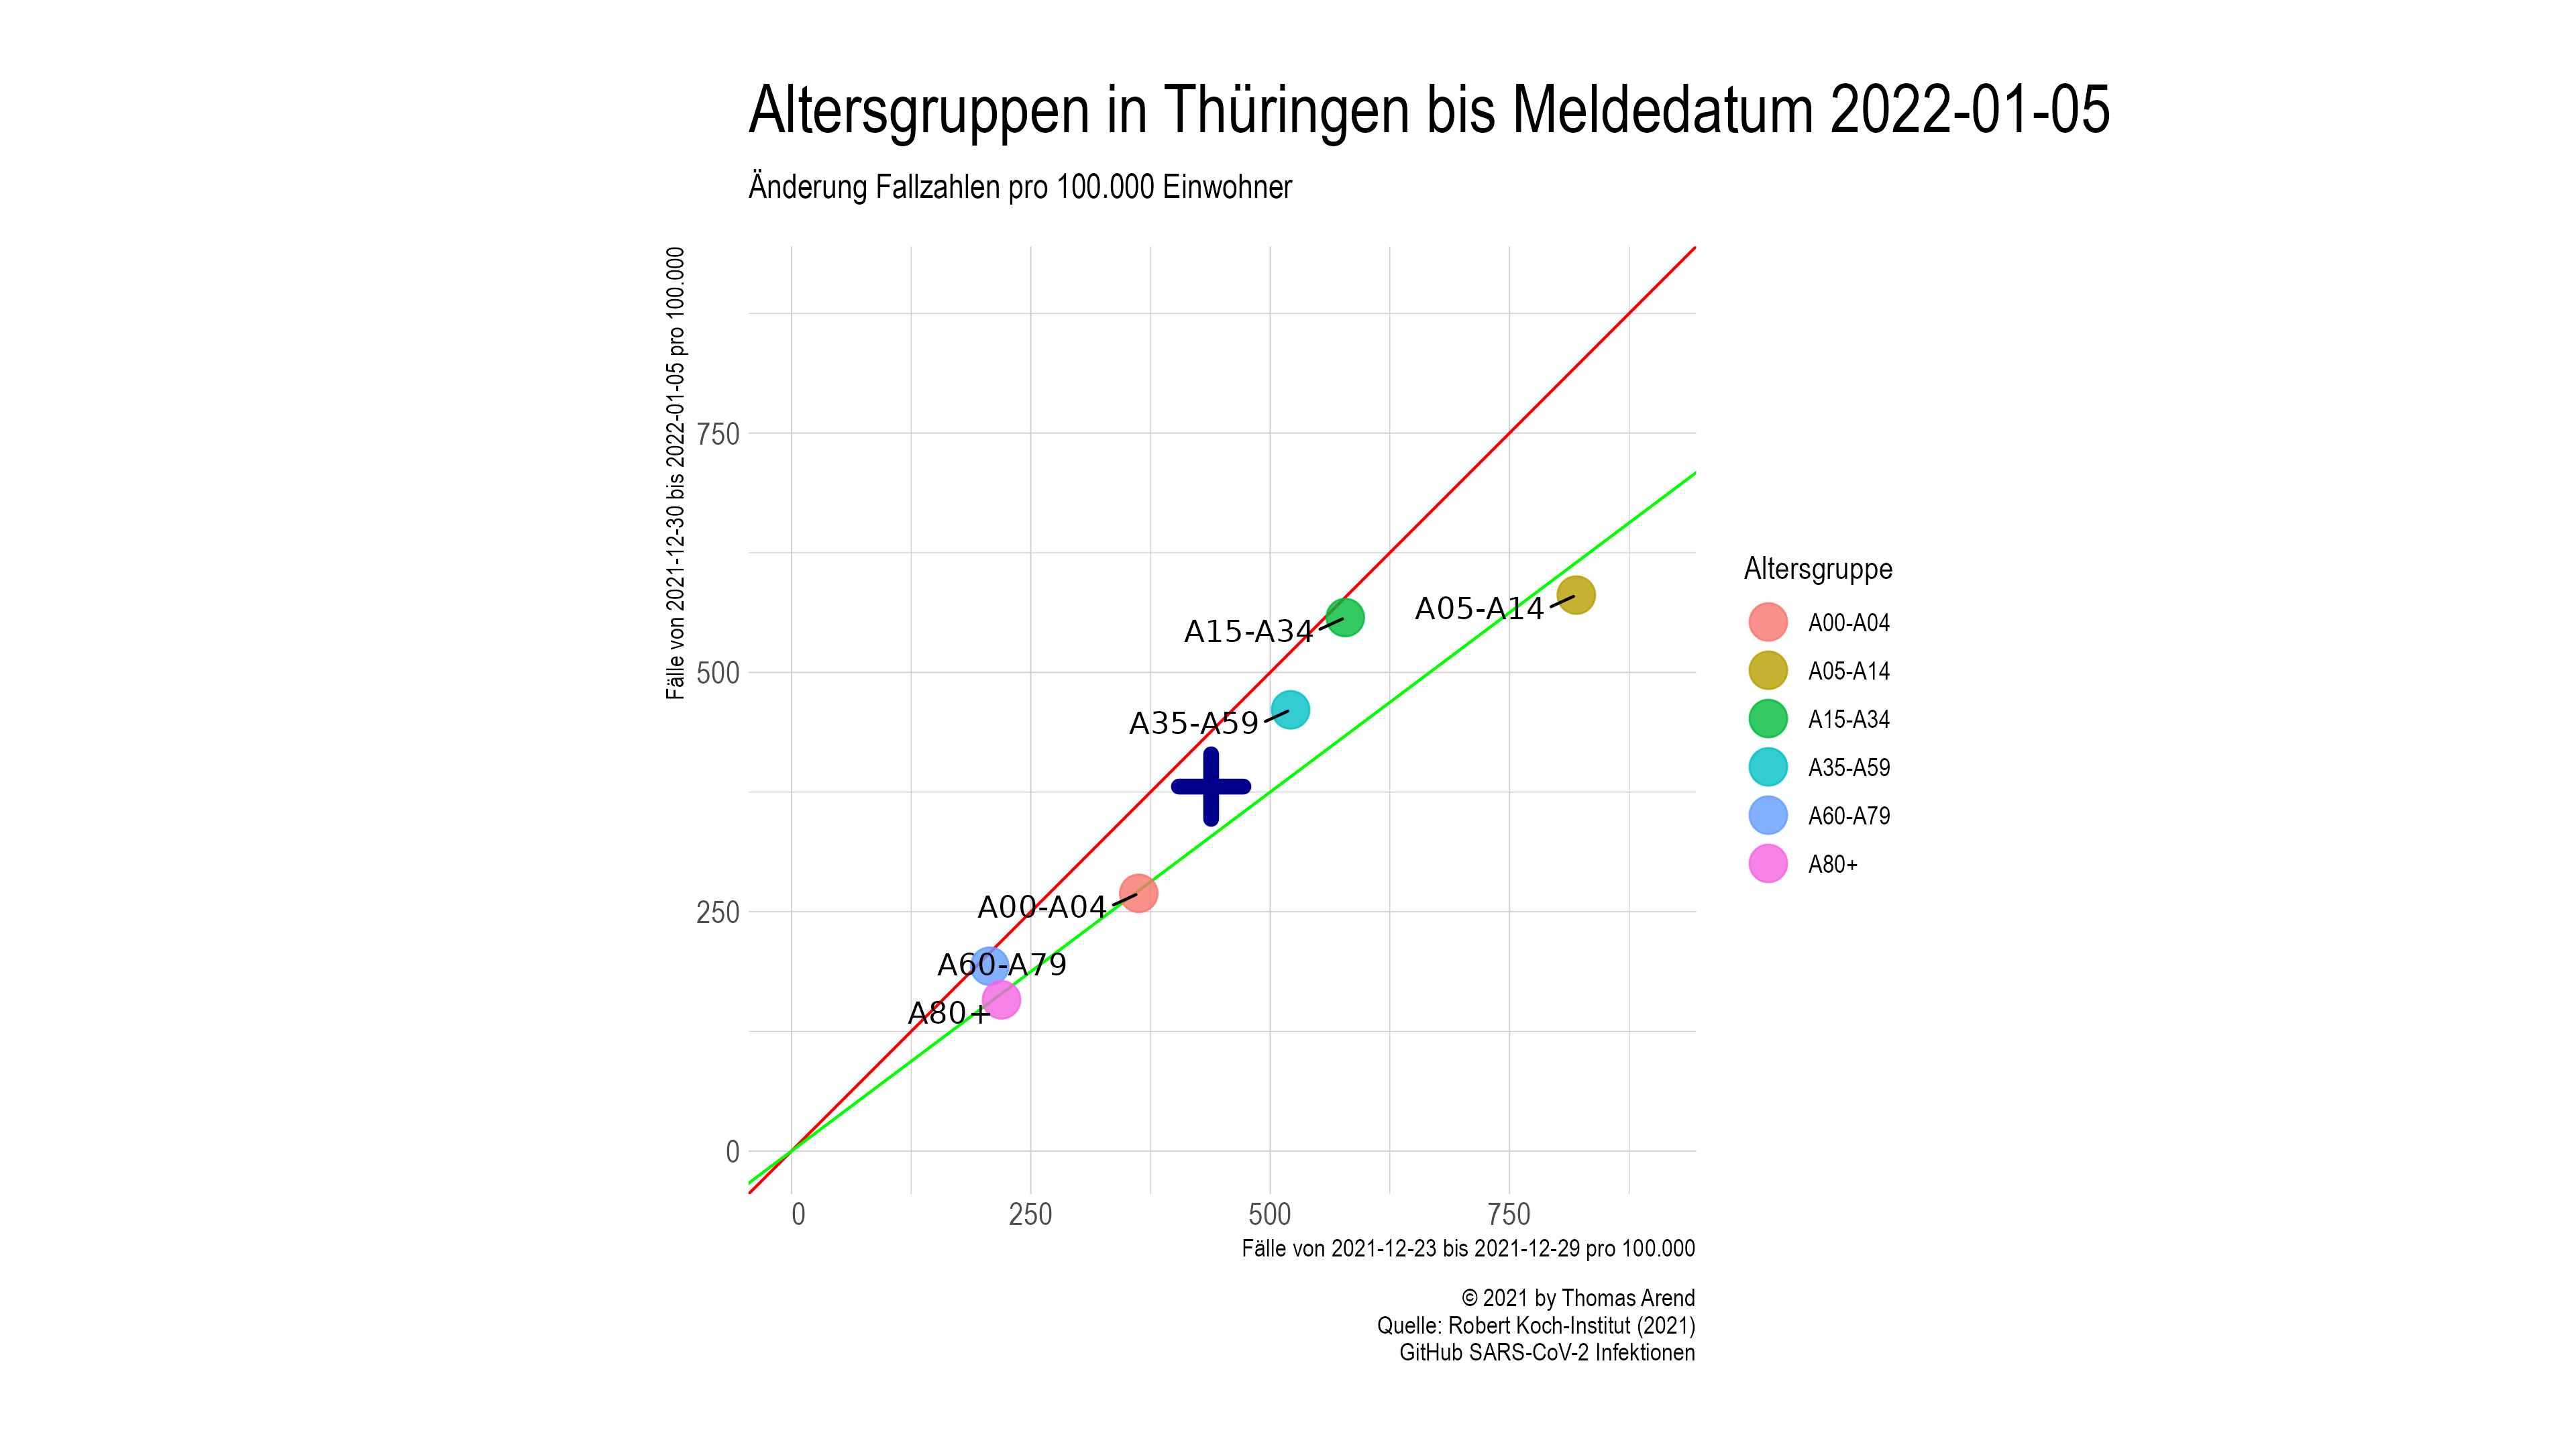 Altersgruppen in Thüringen bis Meldedatum 2022-01-05
Änderung Fallzahlen pro 100.000 Einwohner
Fälle von 2021-12-30 bis 2022-01-05 pro 100.000
750
500
250
0
A15-A34
A05-A14
A35-A59
A00-A04
A60-A79
A80+
0
250
500
750
Fälle von 2021-12-23 bis 2021-12-29 pro 100.000
Altersgruppe
A00-A04
A05-A14
A15-A34
A35-A59
A60-A79
A80+
© 2021 by Thomas Arend
Quelle: Robert Koch-Institut (2021)
GitHub SARS-CoV-2 Infektionen